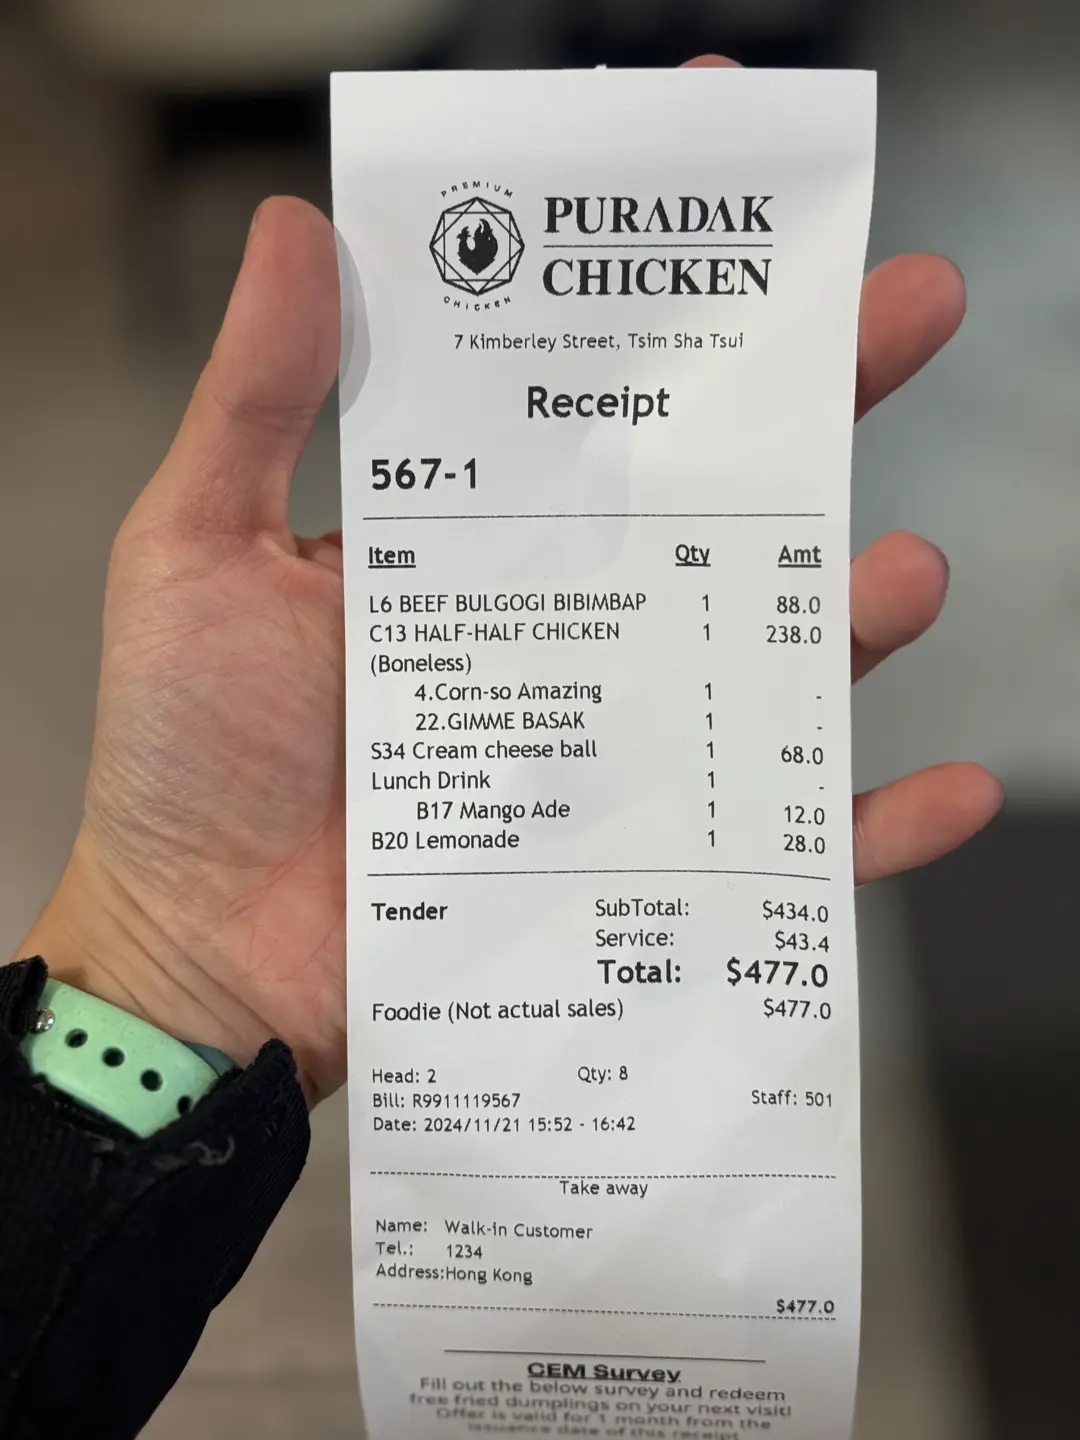 PREMIUM
CHICKEN
PURADAK
CHICKEN
7 Kimberley Street, Tsim Sha Tsui
Receipt
567-1
Item Qty Amt
L6 BEEF BULGOGI BIBIMBAP 1 88.0
C13 HALF-HALF CHICKEN 1 238.0
(Boneless)
4.Corn-so Amazing 1 -
22.GIMME BASAK 1 -
S34 Cream cheese ball 1 68.0
Lunch Drink 1 -
B17 Mango Ade 1 12.0
B20 Lemonade 1 28.0
Tender SubTotal: $434.0
Service: $43.4
Total: $477.0
Foodie (Not actual sales) $477.0
Head: 2 Qty: 8
Bill: R9911119567 Staff: 501
Date: 2024/11/21 15:52 - 16:42
Take away
Name: Walk-in Customer
Tel.: 1234
Address:Hong Kong
$477.0
CEM Survey
Fill out the below survey and redeem
free fried dumplings on your next visit!
Offer is valid for 1 month from the
issuance date of this receipt